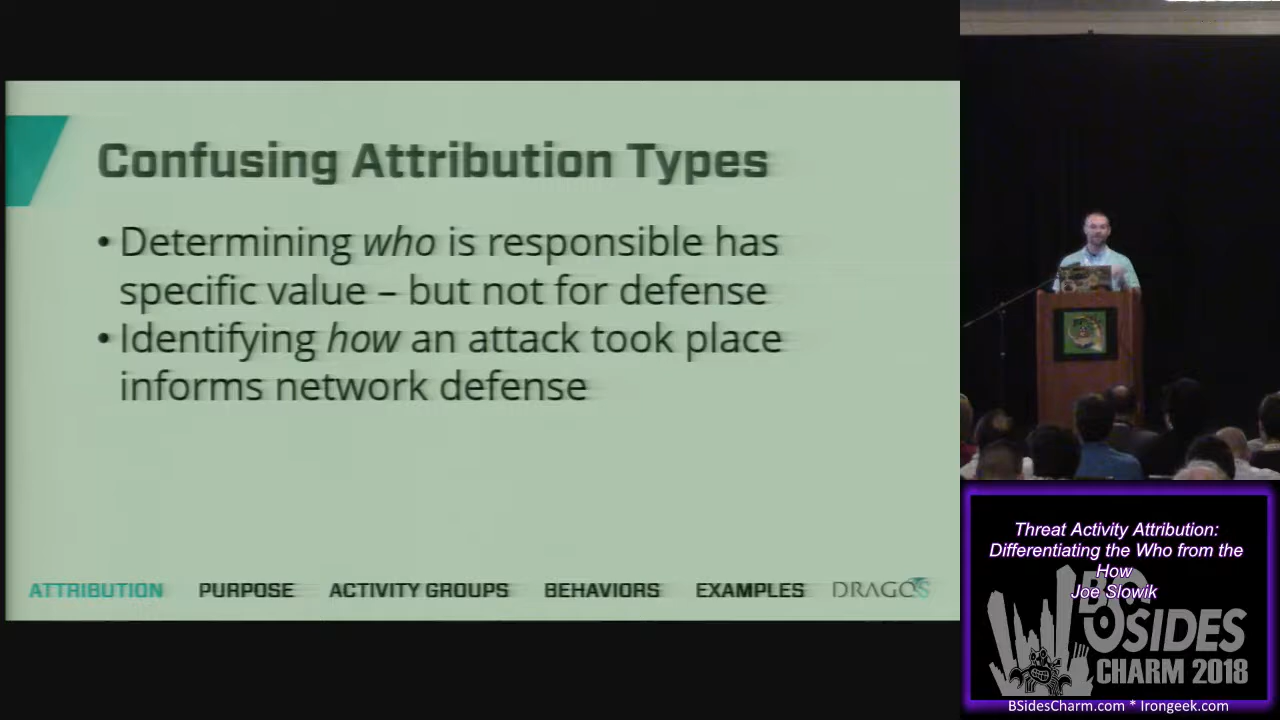 Confusing Attribution Types
• Determining who is responsible has
specific value – but not for defense
• Identifying how an attack took place
informs network defense
ATTRIBUTION PURPOSE ACTIVITY GROUPS BEHAVIORS EXAMPLES DRAGOS
Threat Activity Attribution:
Differentiating the Who from the
How
Joe Slowik
BSIDES
CHARM 2018
BSidesCharm.com * Irongeek.com